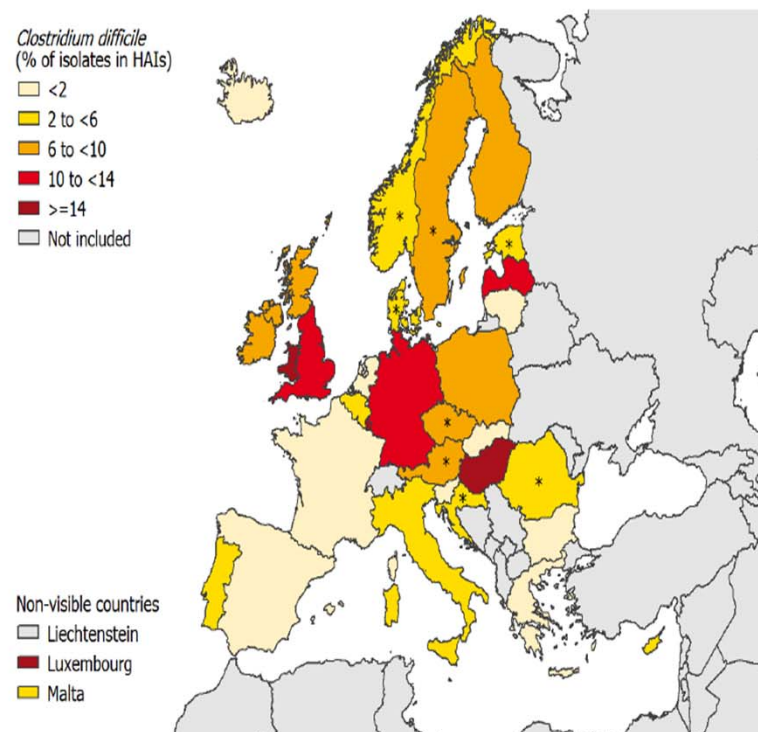 Clostridium difficile
(% of isolates in HAIs)
<2
2 to <6
6 to <10
10 to <14
>=14
Not included
Non-visible countries
Liechtenstein
Luxembourg
Malta